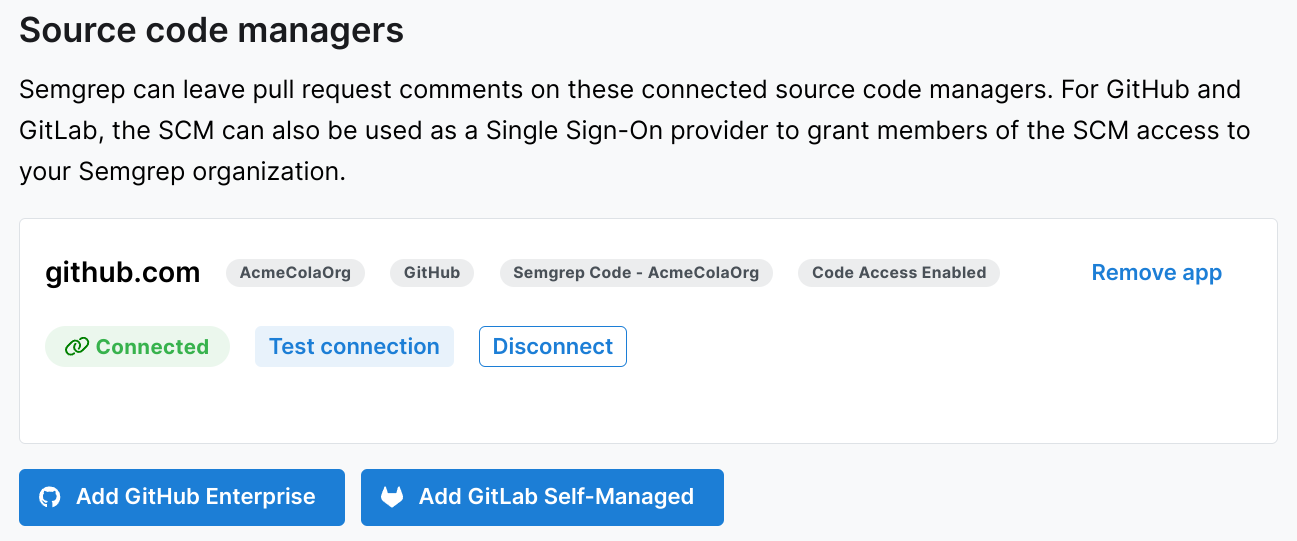 Source code managers
Semgrep can leave pull request comments on these connected source code managers. For GitHub and
GitLab, the SCM can also be used as a Single Sign-On provider to grant members of the SCM access to
your Semgrep organization.
github.com AcmeColaOrg GitHub Semgrep Code - AcmeColaOrg Code Access Enabled Remove app
Connected Test connection Disconnect
Add GitHub Enterprise Add GitLab Self-Managed